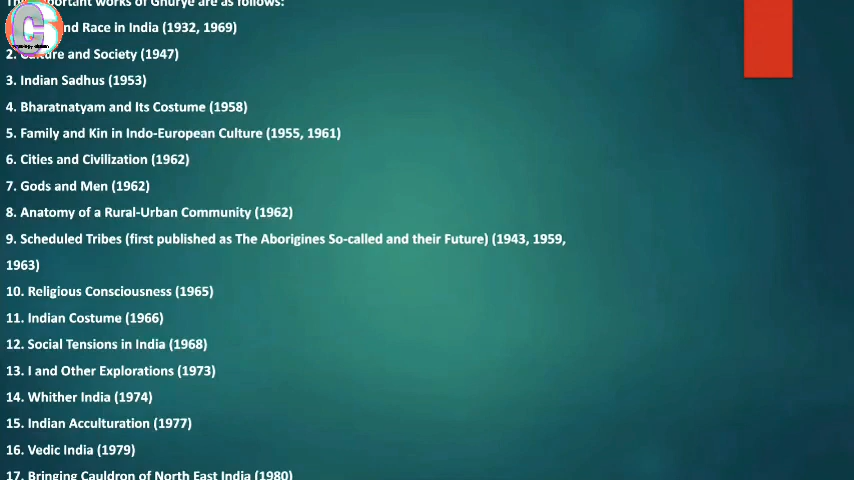 The important works of Ghurye are as follows:
and Race in India (1932, 1969)
2. Culture and Society (1947)
3. Indian Sadhus (1953)
4. Bharatnatyam and Its Costume (1958)
5. Family and Kin in Indo-European Culture (1955, 1961)
6. Cities and Civilization (1962)
7. Gods and Men (1962)
8. Anatomy of a Rural-Urban Community (1962)
9. Scheduled Tribes (first published as The Aborigines So-called and their Future) (1943, 1959,
1963)
10. Religious Consciousness (1965)
11. Indian Costume (1966)
12. Social Tensions in India (1968)
13. I and Other Explorations (1973)
14. Whither India (1974)
15. Indian Acculturation (1977)
16. Vedic India (1979)
17. Bringing Cauldron of North East India (1980)